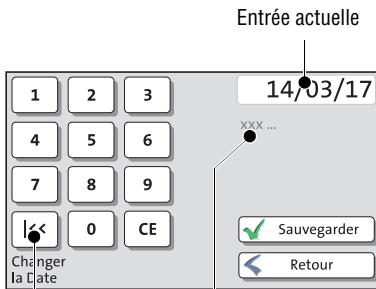 Entrée actuelle
14/03/17
1 2 3
xxx ...
4 5 6
7 8 9
|<< 0 CE
Sauvegarder
Changer
la Date
Retour